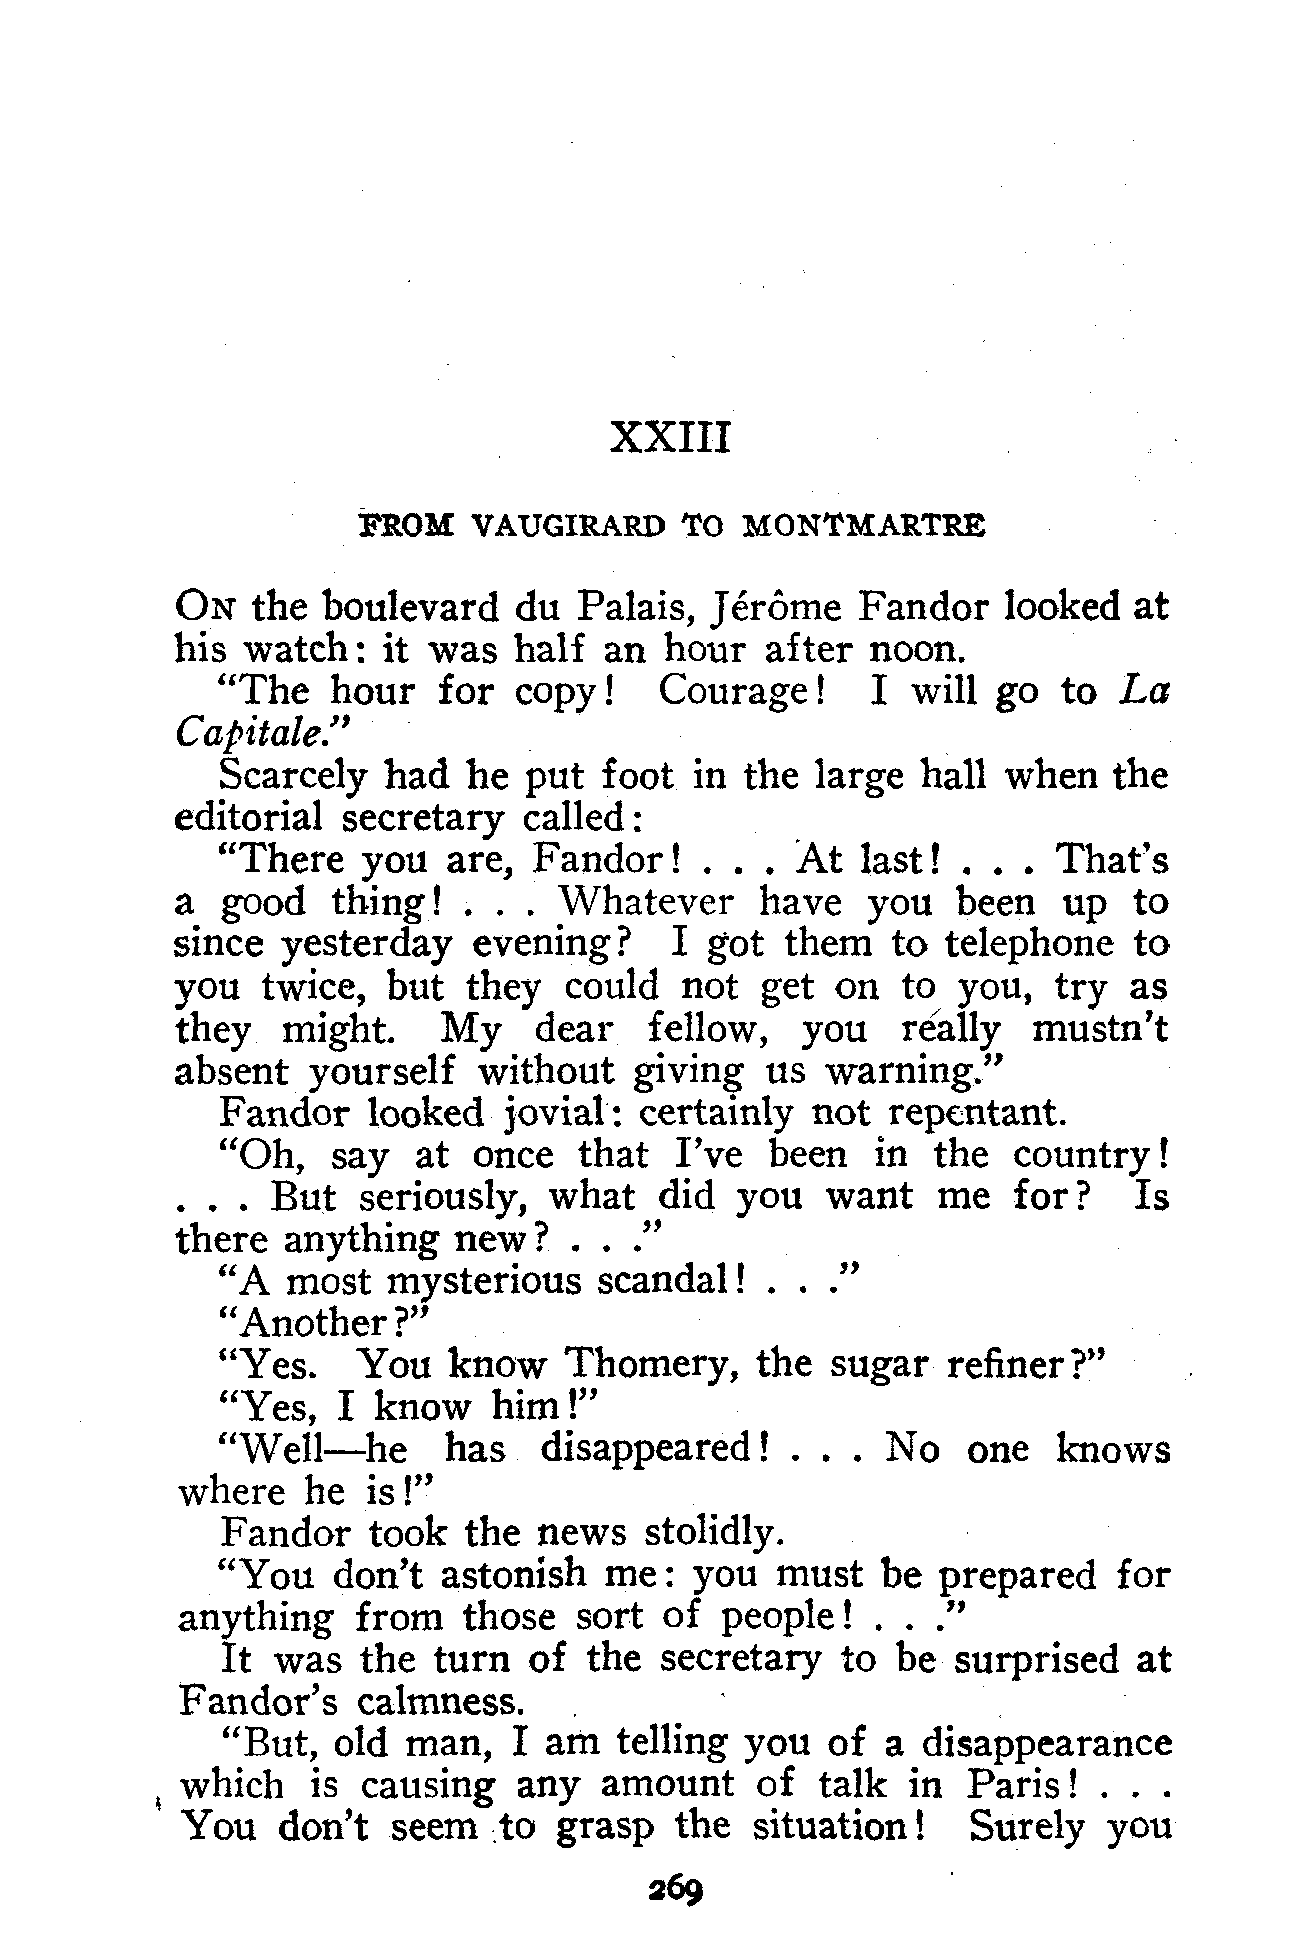 XXIII
FROM VAUGIRARD TO MONTMARTRE
ON the boulevard du Palais, Jérôme Fandor looked at
his watch: it was half an hour after noon.
“The hour for copy! Courage! I will go to La
Capitale.”
Scarcely had he put foot in the large hall when the
editorial secretary called:
“There you are, Fandor! . . . At last! . . . That’s
a good thing! . . . Whatever have you been up to
since yesterday evening? I got them to telephone to
you twice, but they could not get on to you, try as
they might. My dear fellow, you really mustn’t
absent yourself without giving us warning.”
Fandor looked jovial: certainly not repentant.
“Oh, say at once that I’ve been in the country!
. . . But seriously, what did you want me for? Is
there anything new? . . .”
“A most mysterious scandal! . . .”
“Another?”
“Yes. You know Thomery, the sugar refiner?”
“Yes, I know him!”
“Well—he has disappeared! . . . No one knows
where he is!”
Fandor took the news stolidly.
“You don’t astonish me: you must be prepared for
anything from those sort of people! . . .”
It was the turn of the secretary to be surprised at
Fandor’s calmness.
“But, old man, I am telling you of a disappearance
which is causing any amount of talk in Paris! . . .
You don’t seem to grasp the situation! Surely you
269